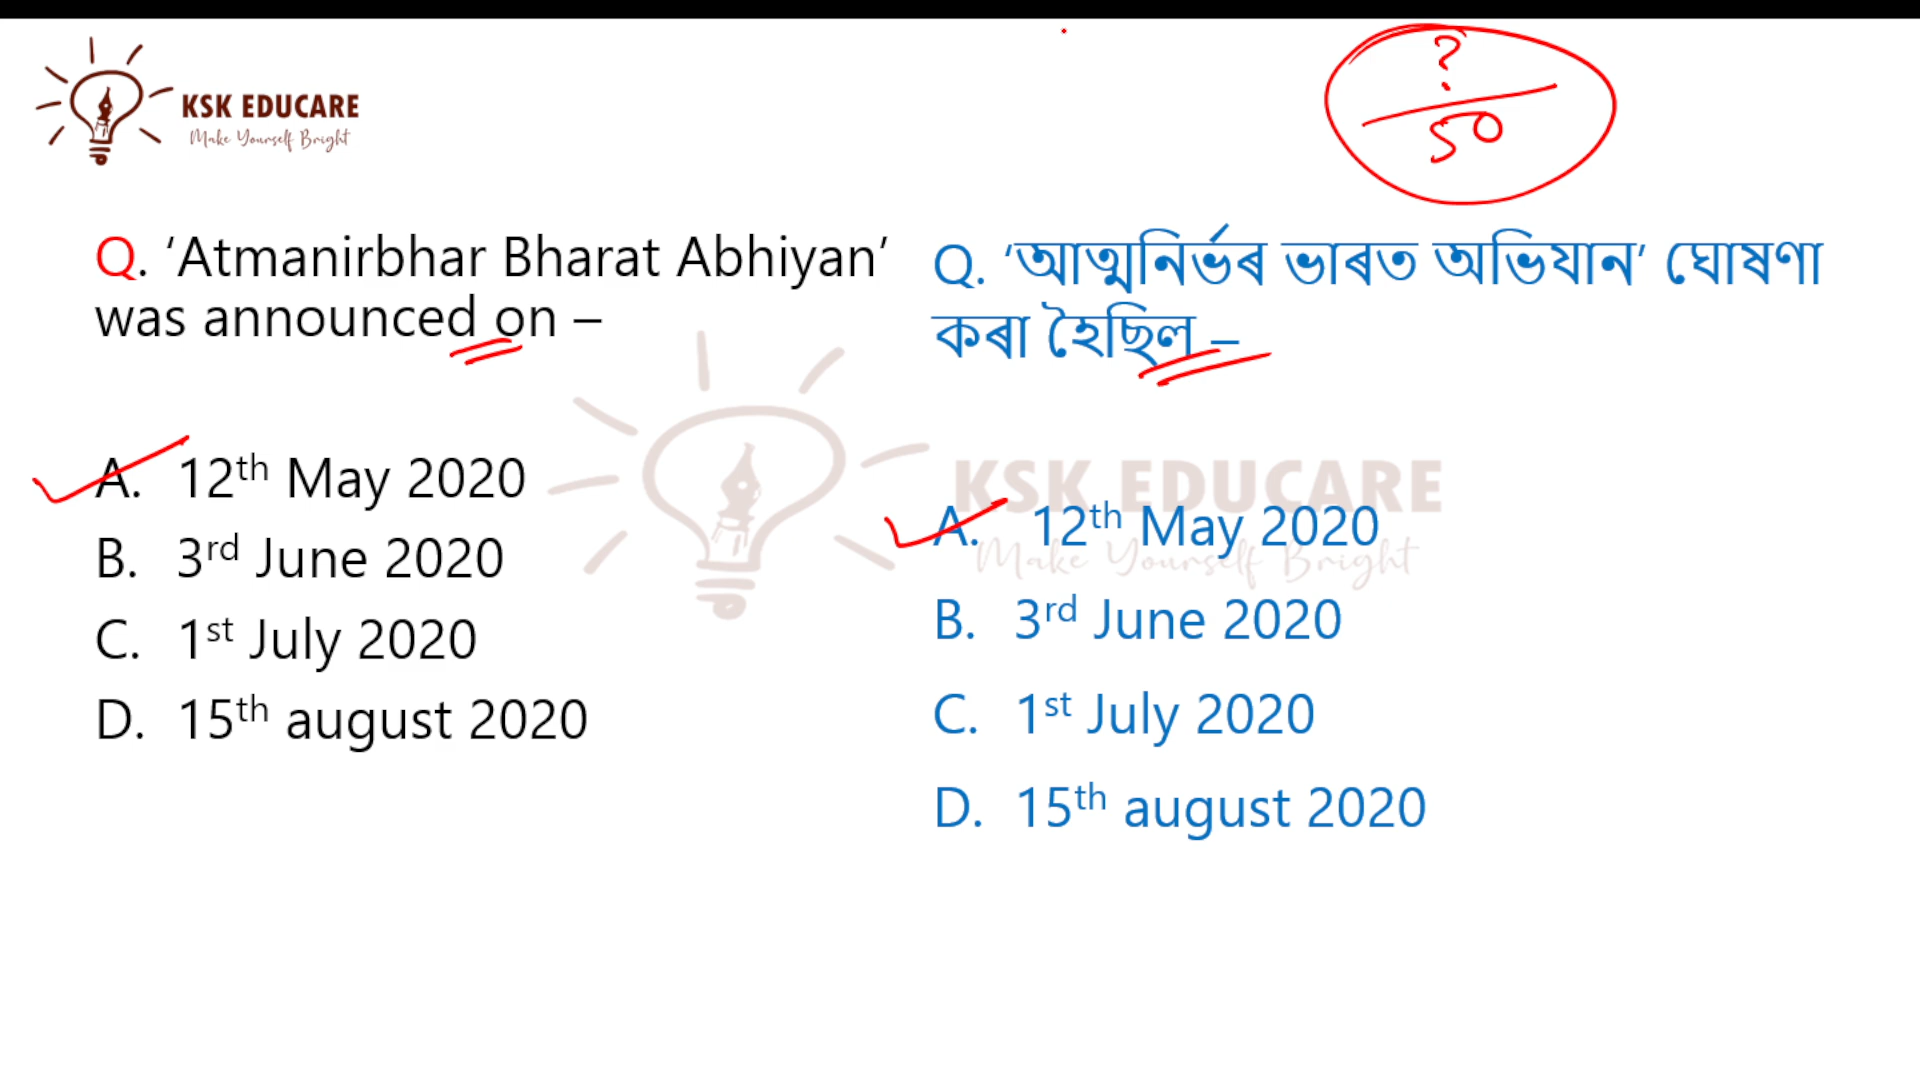 KSK EDUCARE
Make Yourself Bright
?
50
Q. ‘Atmanirbhar Bharat Abhiyan’
was announced on –
A. 12th May 2020
B. 3rd June 2020
C. 1st July 2020
D. 15th august 2020
Q. ‘আত্মনিৰ্ভৰ ভাৰত অভিযান’ ঘোষণা
কৰা হৈছিল –
A. 12th May 2020
B. 3rd June 2020
C. 1st July 2020
D. 15th august 2020
KSK EDUCARE
Make Yourself Bright